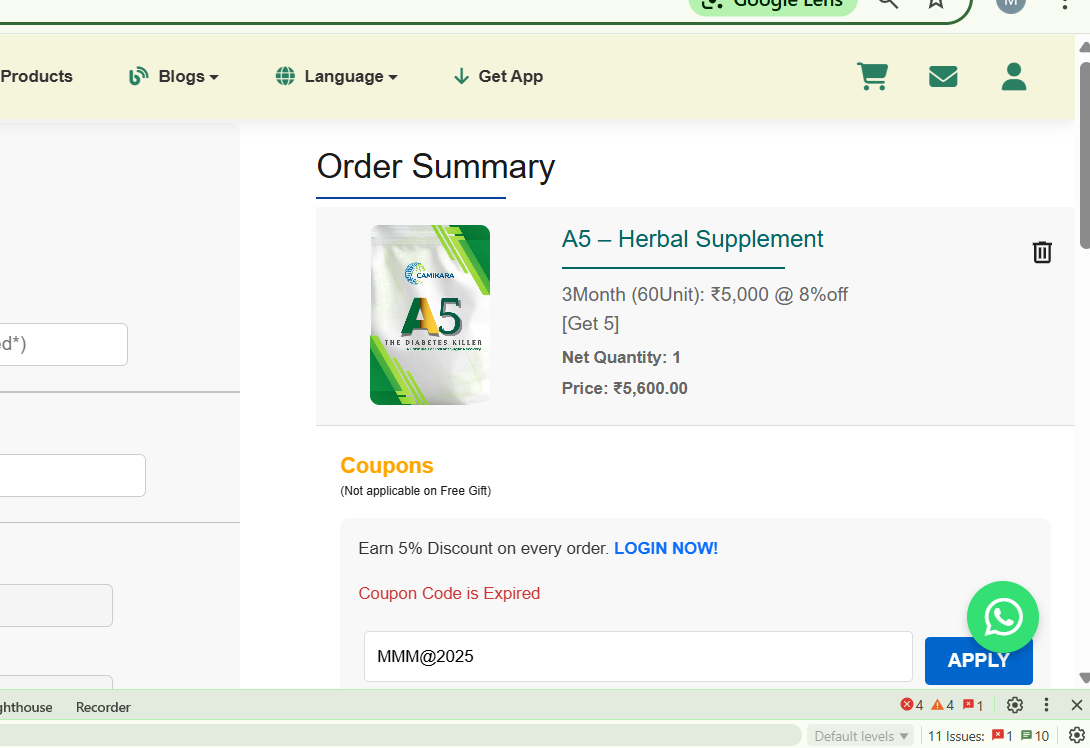 Google Lens
M
Products
Blogs
Language
Get App
Order Summary
CAMIKARA
A5
THE DIABETES KILLER
A5 – Herbal Supplement
3Month (60Unit): ₹5,000 @ 8%off
[Get 5]
Net Quantity: 1
Price: ₹5,600.00
ed*)
Coupons
(Not applicable on Free Gift)
Earn 5% Discount on every order. LOGIN NOW!
Coupon Code is Expired
MMM@2025
APPLY
ghthouse
Recorder
4 4 1
Default levels
11 Issues: 1 10